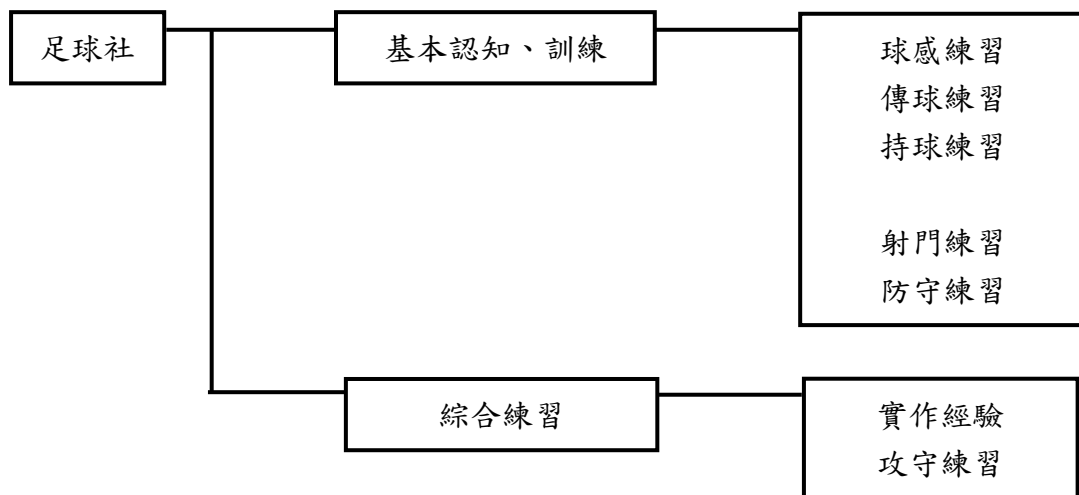 足球社
基本認知、訓練
球感練習
傳球練習
持球練習
射門練習
防守練習
綜合練習
實作經驗
攻守練習